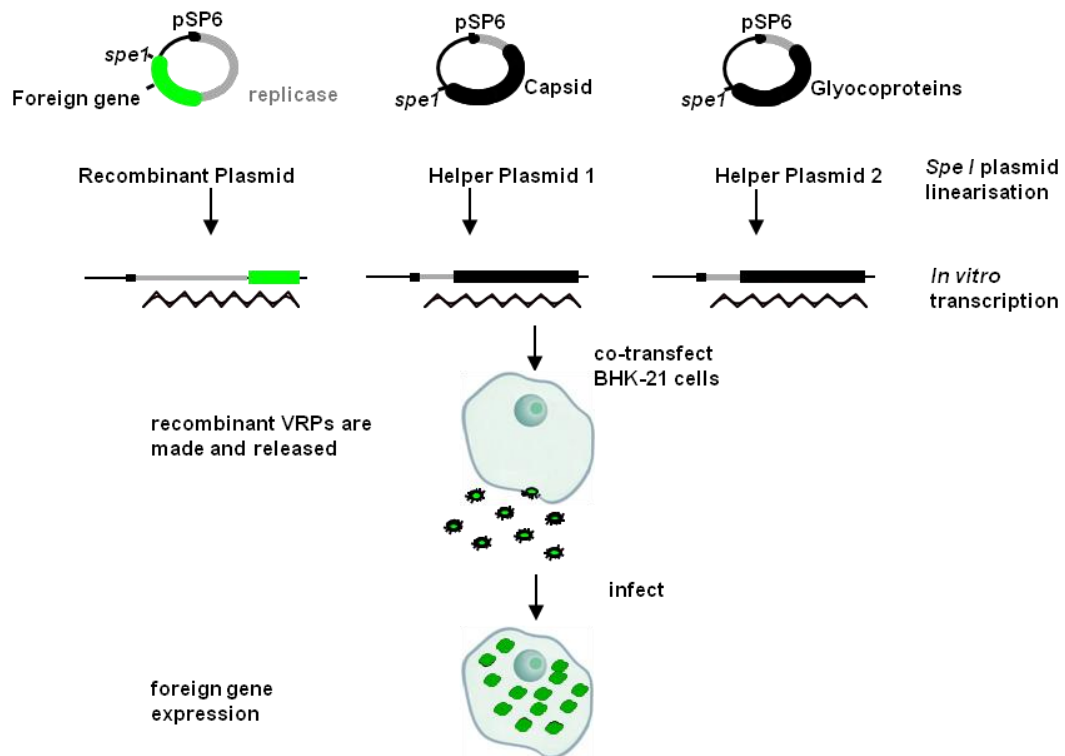 pSP6
pSP6
pSP6
spe1
Foreign gene
replicase
spe1
Capsid
spe1
Glyocoproteins
Recombinant Plasmid
Helper Plasmid 1
Helper Plasmid 2
Spe I plasmid
linearisation
In vitro
transcription
co-transfect
BHK-21 cells
recombinant VRPs are
made and released
infect
foreign gene
expression